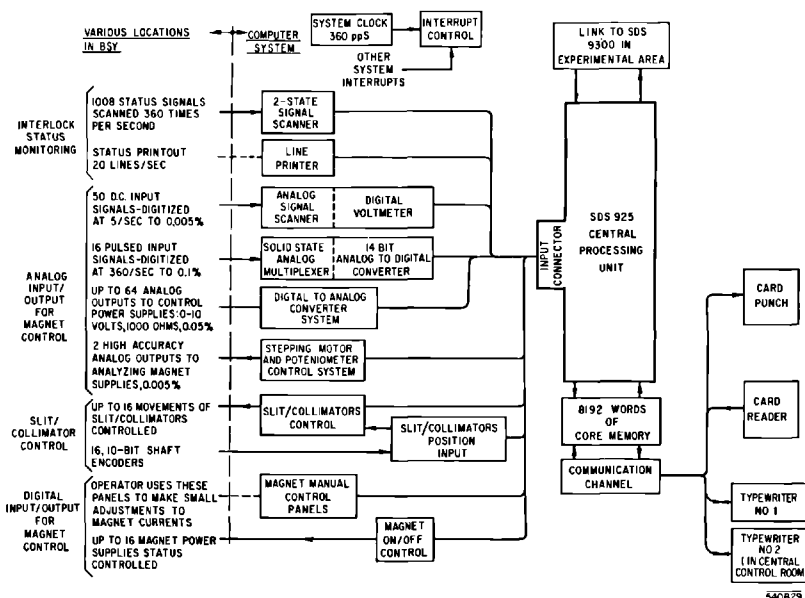 VARIOUS LOCATIONS
IN BSY
COMPUTER
SYSTEM
SYSTEM CLOCK
360 ppS
INTERRUPT
CONTROL
OTHER
SYSTEM
INTERRUPTS
LINK TO SDS
9300 IN
EXPERIMENTAL AREA
INTERLOCK
STATUS
MONITORING
1008 STATUS SIGNALS
SCANNED 360 TIMES
PER SECOND
2-STATE
SIGNAL
SCANNER
STATUS PRINTOUT
20 LINES/SEC
LINE
PRINTER
ANALOG
INPUT/
OUTPUT
FOR
MAGNET
CONTROL
50 D.C. INPUT
SIGNALS-DIGITIZED
AT 5/SEC TO 0.005%
ANALOG
SIGNAL
SCANNER
DIGITAL
VOLTMETER
16 PULSED INPUT
SIGNALS-DIGITIZED
AT 360/SEC TO 0.1%
SOLID STATE
ANALOG
MULTIPLEXER
14 BIT
ANALOG TO DIGITAL
CONVERTER
UP TO 64 ANALOG
OUTPUTS TO CONTROL
POWER SUPPLIES:0-10
VOLTS,1000 OHMS,0.05%
DIGTAL TO ANALOG
CONVERTER
SYSTEM
2 HIGH ACCURACY
ANALOG OUTPUTS TO
ANALYZING MAGNET
SUPPLIES,0.005%
STEPPING MOTOR
AND POTENIOMETER
CONTROL SYSTEM
SLIT/
COLLIMATOR
CONTROL
UP TO 16 MOVEMENTS OF
SLIT/COLLIMATORS
CONTROLLED
SLIT/COLLIMATORS
CONTROL
16, 10-BIT SHAFT
ENCODERS
SLIT/COLLIMATORS
POSITION
INPUT
DIGITAL
INPUT/OUTPUT
FOR
MAGNET
CONTROL
OPERATOR USES THESE
PANELS TO MAKE SMALL
ADJUSTMENTS TO
MAGNET CURRENTS
MAGNET MANUAL
CONTROL
PANELS
UP TO 16 MAGNET POWER
SUPPLIES STATUS
CONTROLLED
MAGNET
ON/OFF
CONTROL
INPUT
CONNECTOR
SDS 925
CENTRAL
PROCESSING
UNIT
8192 WORDS
OF
CORE MEMORY
COMMUNICATION
CHANNEL
CARD
PUNCH
CARD
READER
TYPEWRITER
NO 1
TYPEWRITER
NO 2
(IN CENTRAL
CONTROL ROOM)
540B29